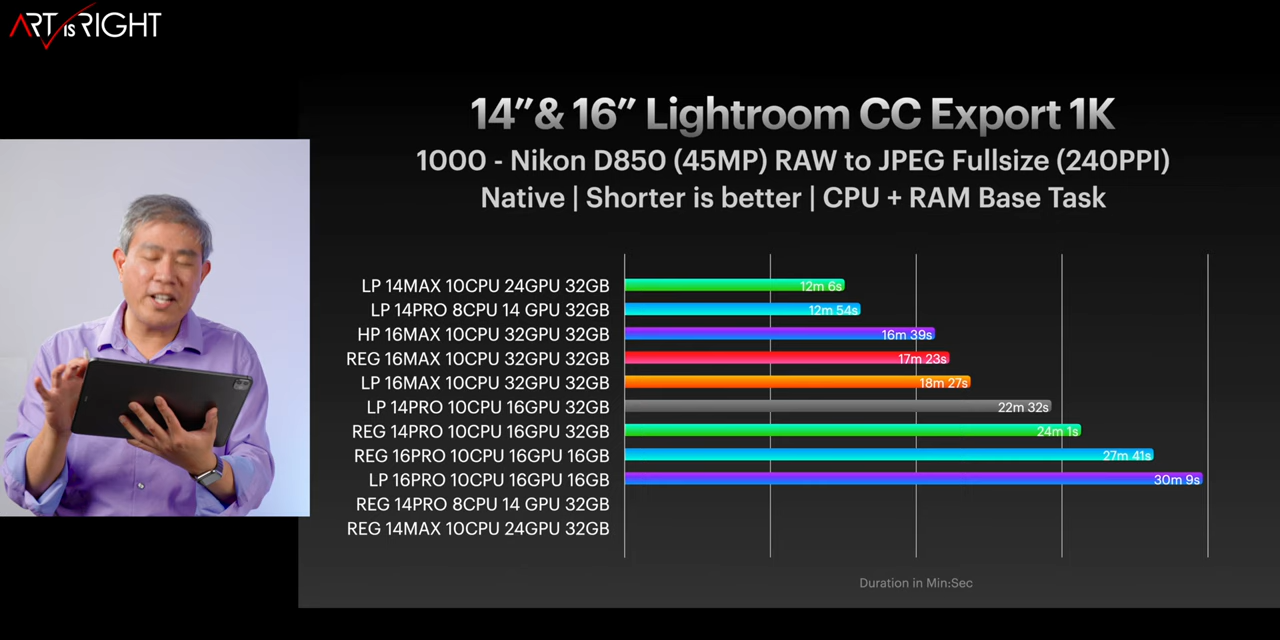 ART IS RIGHT
14”& 16” Lightroom CC Export 1K
1000 - Nikon D850 (45MP) RAW to JPEG Fullsize (240PPI)
Native | Shorter is better | CPU + RAM Base Task
LP 14MAX 10CPU 24GPU 32GB 12m 6s
LP 14PRO 8CPU 14 GPU 32GB 12m 54s
HP 16MAX 10CPU 32GPU 32GB 16m 39s
REG 16MAX 10CPU 32GPU 32GB 17m 23s
LP 16MAX 10CPU 32GPU 32GB 18m 27s
LP 14PRO 10CPU 16GPU 32GB 22m 32s
REG 14PRO 10CPU 16GPU 32GB 24m 1s
REG 16PRO 10CPU 16GPU 16GB 27m 41s
LP 16PRO 10CPU 16GPU 16GB 30m 9s
REG 14PRO 8CPU 14 GPU 32GB
REG 14MAX 10CPU 24GPU 32GB
Duration in Min:Sec